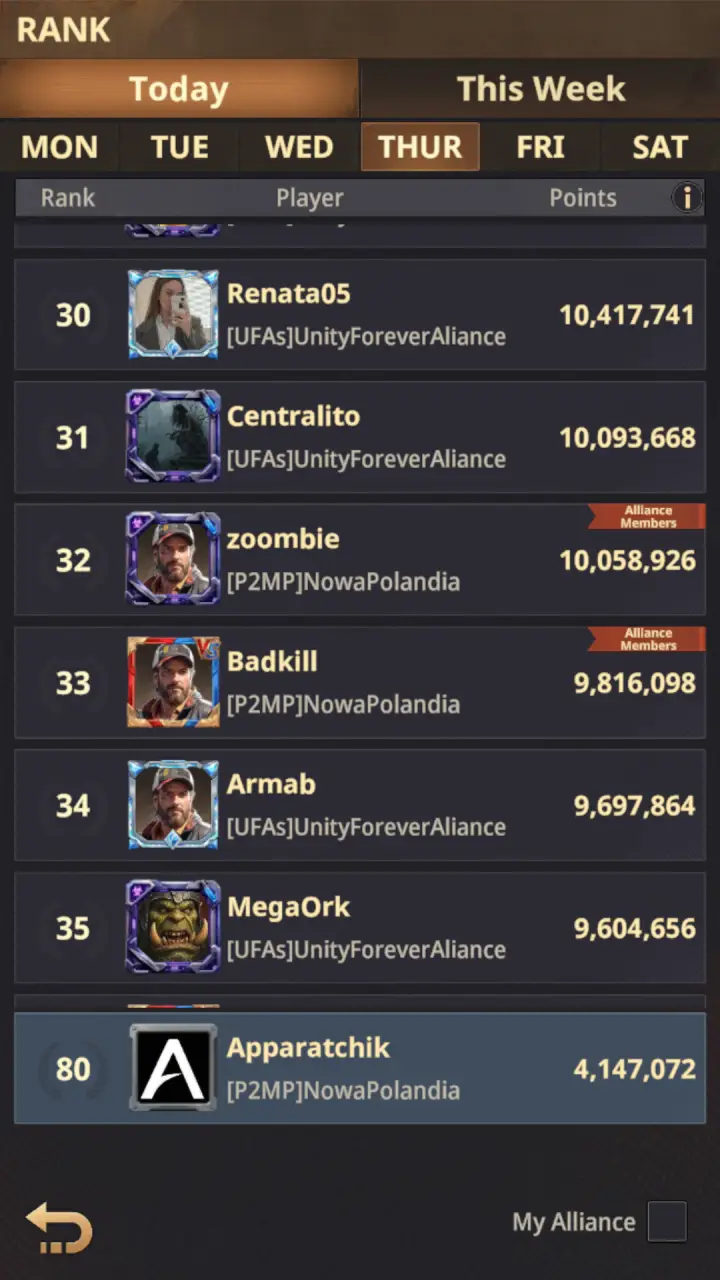 RANK
Today
This Week
MON TUE WED THUR FRI SAT
Rank Player Points
30
Renata05
[UFAs]UnityForeverAliance
10,417,741
31
Centralito
[UFAs]UnityForeverAliance
10,093,668
Alliance
Members
32
zoombie
[P2MP]NowaPolandia
10,058,926
Alliance
Members
33
Badkill
[P2MP]NowaPolandia
9,816,098
34
Armab
[UFAs]UnityForeverAliance
9,697,864
35
MegaOrk
[UFAs]UnityForeverAliance
9,604,656
80
Apparatchik
[P2MP]NowaPolandia
4,147,072
My Alliance